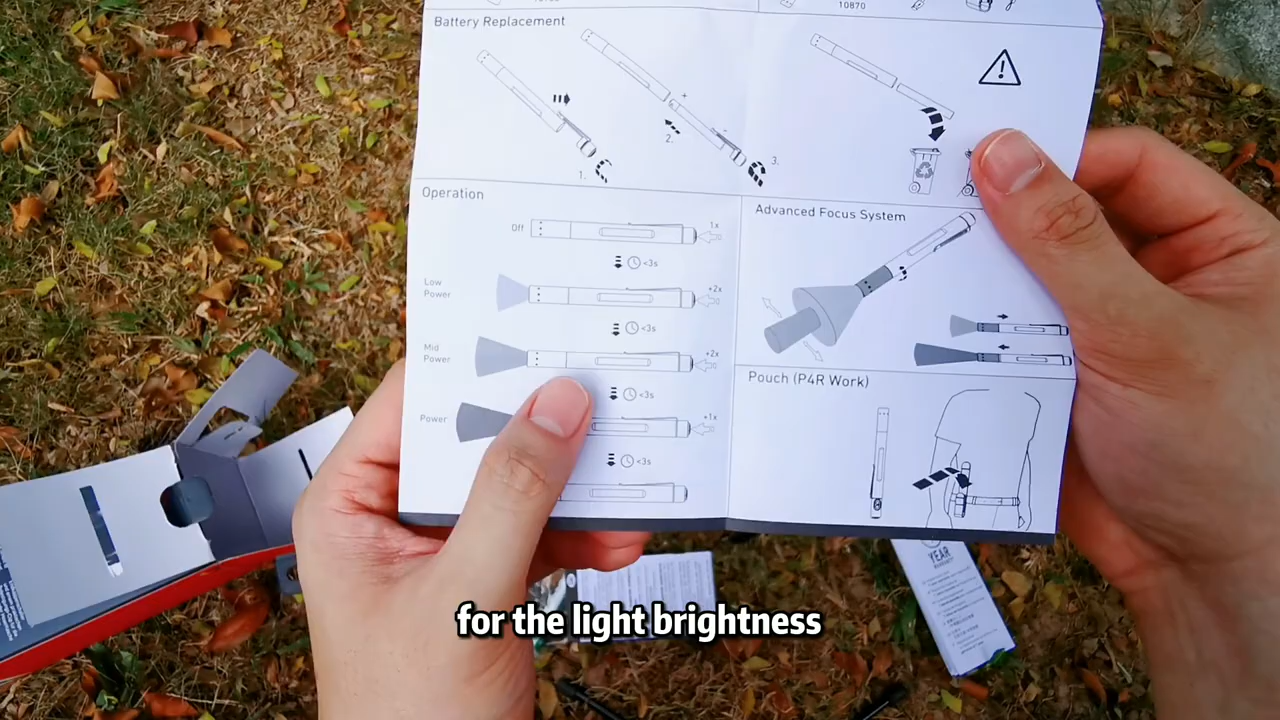 10870
Battery Replacement
1.
2.
3.
Operation
Off
1x
<3s
Low
Power
+2x
<3s
Mid
Power
+2x
<3s
Power
+1x
<3s
Advanced Focus System
Pouch (P4R Work)
YEAR
for the light brightness